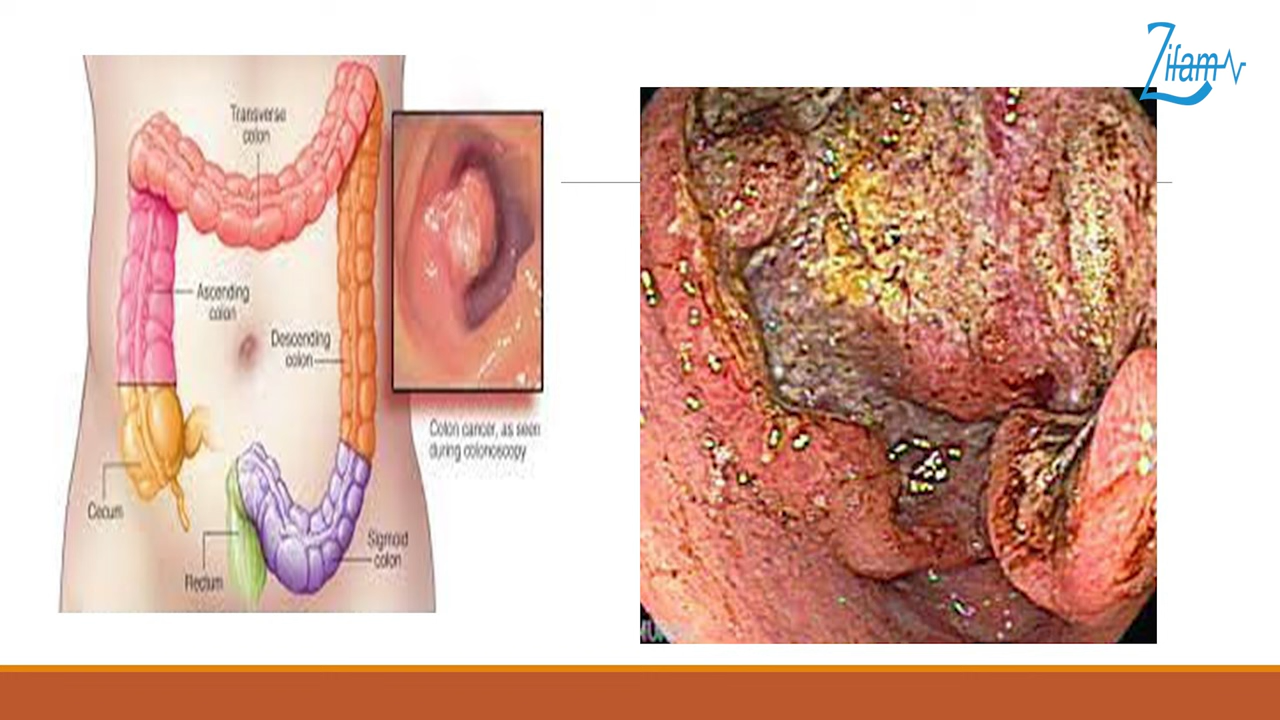 Zifam
Transverse
colon
Ascending
colon
Descending
colon
Colon cancer, as seen
during colonoscopy
Cecum
Sigmoid
colon
Rectum